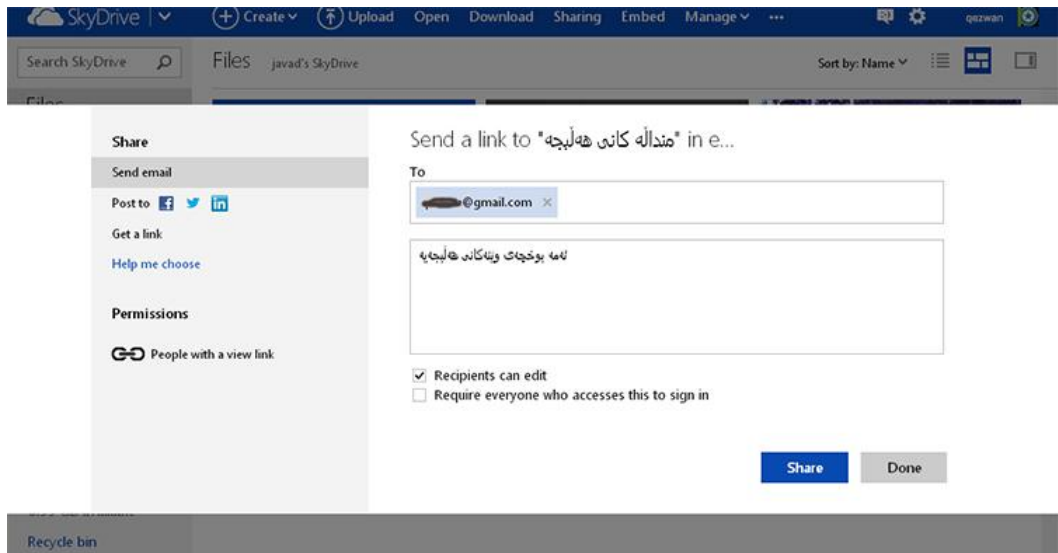 SkyDrive
Create Upload Open Download Sharing Embed Manage ... qazwan
Search SkyDrive
Files javad's SkyDrive
Sort by: Name
Files
Share
Send email
Post to
Get a link
Help me choose
Permissions
People with a view link
Send a link to "منداڵە کانی هەڵبجە" in e...
To
@gmail.com ×
ئەمە بوخچەی وێنەکانی هەڵبجەیە
Recipients can edit
Require everyone who accesses this to sign in
Share Done
Recycle bin